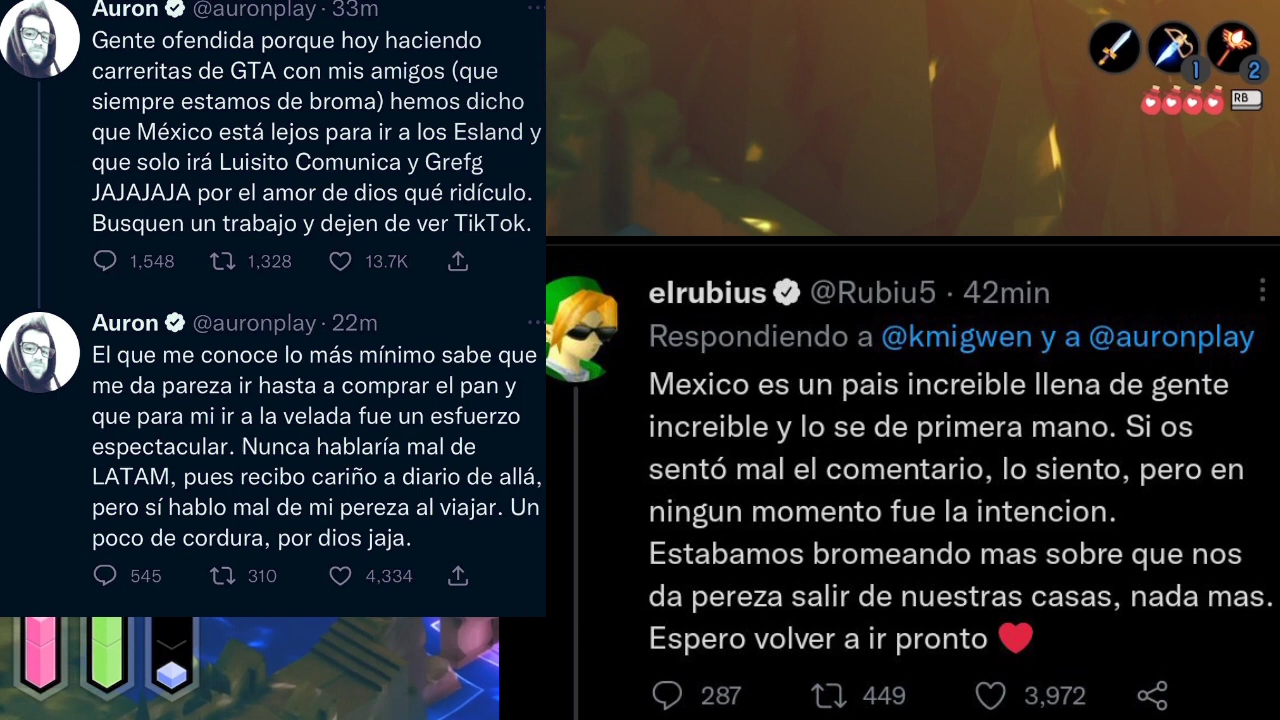 Auron @auronplay · 33m
Gente ofendida porque hoy haciendo
carreritas de GTA con mis amigos (que
siempre estamos de broma) hemos dicho
que México está lejos para ir a los Esland y
que solo irá Luisito Comunica y Grefg
JAJAJAJA por el amor de dios qué ridículo.
Busquen un trabajo y dejen de ver TikTok.
1,548 1,328 13.7K
Auron @auronplay · 22m
El que me conoce lo más mínimo sabe que
me da pareza ir hasta a comprar el pan y
que para mi ir a la velada fue un esfuerzo
espectacular. Nunca hablaría mal de
LATAM, pues recibo cariño a diario de allá,
pero sí hablo mal de mi pereza al viajar. Un
poco de cordura, por dios jaja.
545 310 4,334
1 2
RB
elrubius @Rubiu5 · 42min
Respondiendo a @kmigwen y a @auronplay
Mexico es un pais increible llena de gente
increible y lo se de primera mano. Si os
sentó mal el comentario, lo siento, pero en
ningun momento fue la intencion.
Estabamos bromeando mas sobre que nos
da pereza salir de nuestras casas, nada mas.
Espero volver a ir pronto ❤️
287 449 3,972